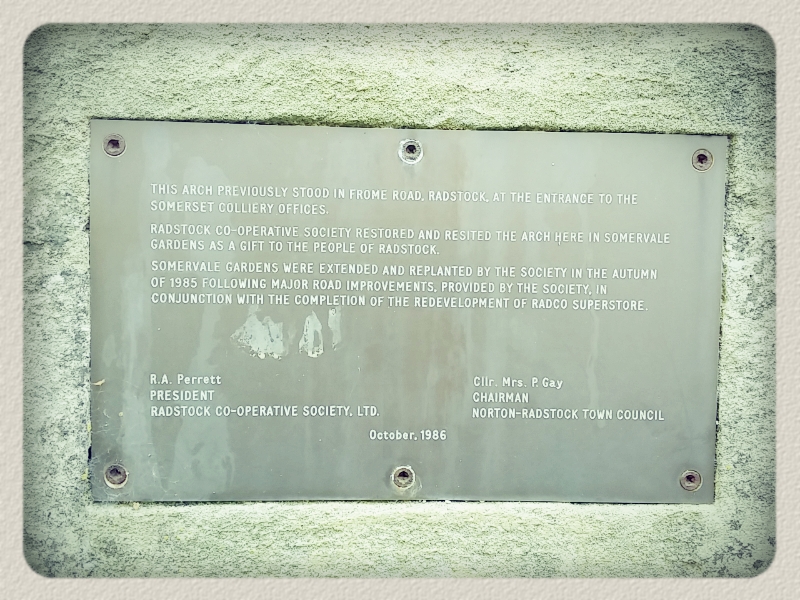 THIS ARCH PREVIOUSLY STOOD IN FROME ROAD, RADSTOCK, AT THE ENTRANCE TO THE
SOMERSET COLLIERY OFFICES.
RADSTOCK CO-OPERATIVE SOCIETY RESTORED AND RESITED THE ARCH HERE IN SOMERVALE
GARDENS AS A GIFT TO THE PEOPLE OF RADSTOCK.
SOMERVALE GARDENS WERE EXTENDED AND REPLANTED BY THE SOCIETY IN THE AUTUMN
OF 1985 FOLLOWING MAJOR ROAD IMPROVEMENTS, PROVIDED BY THE SOCIETY, IN
CONJUNCTION WITH THE COMPLETION OF THE REDEVELOPMENT OF RADCO SUPERSTORE.
R.A. Perrett
PRESIDENT
RADSTOCK CO-OPERATIVE SOCIETY. LTD.
Cllr. Mrs. P. Gay
CHAIRMAN
NORTON-RADSTOCK TOWN COUNCIL
October, 1986